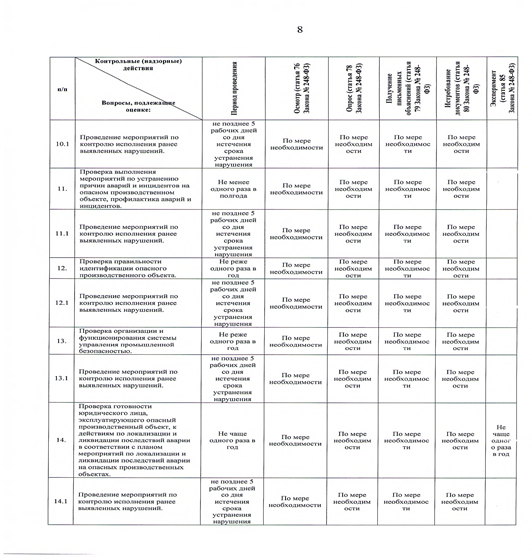 8
Контрольные (надзорные)
действия
п/п
Вопросы, подлежащие
оценке:
Период проведения
Осмотр (статья 76
Закона № 248-ФЗ)
Опрос (статья 78
Закона № 248-ФЗ)
Получение
письменных
объяснений (статья
79 Закона № 248-
ФЗ)
Истребование
документов (статья
80 Закона № 248-
ФЗ)
Эксперимент
(статья 85
Закона № 248-ФЗ)
10.1
Проведение мероприятий по
контролю исполнения ранее
выявленных нарушений.
не позднее 5
рабочих дней
со дня
истечения
срока
устранения
нарушения
По мере
необходимости
По мере
необходим
ости
По мере
необходимос
ти
По мере
необходим
ости
11.
Проверка выполнения
мероприятий по устранению
причин аварий и инцидентов на
опасном производственном
объекте, профилактика аварий и
инцидентов.
Не менее
одного раза в
полгода
По мере
необходимости
По мере
необходим
ости
По мере
необходимос
ти
По мере
необходим
ости
11.1
Проведение мероприятий по
контролю исполнения ранее
выявленных нарушений.
не позднее 5
рабочих дней
со дня
истечения
срока
устранения
нарушения
По мере
необходимости
По мере
необходим
ости
По мере
необходимос
ти
По мере
необходим
ости
12.
Проверка правильности
идентификации опасного
производственного объекта.
Не реже
одного раза в
год
По мере
необходимости
По мере
необходим
ости
По мере
необходимос
ти
По мере
необходим
ости
12.1
Проведение мероприятий по
контролю исполнения ранее
выявленных нарушений.
не позднее 5
рабочих дней
со дня
истечения
срока
устранения
нарушения
По мере
необходимости
По мере
необходим
ости
По мере
необходимос
ти
По мере
необходим
ости
13.
Проверка организации и
функционирования системы
управления промышленной
безопасностью.
Не реже
одного раза в
год
По мере
необходимости
По мере
необходим
ости
По мере
необходимос
ти
По мере
необходим
ости
13.1
Проведение мероприятий по
контролю исполнения ранее
выявленных нарушений.
не позднее 5
рабочих дней
со дня
истечения
срока
устранения
нарушения
По мере
необходимости
По мере
необходим
ости
По мере
необходимос
ти
По мере
необходим
ости
14.
Проверка готовности
юридического лица,
эксплуатирующего опасный
производственный объект, к
действиям по локализации и
ликвидации последствий аварии
в соответствии с планом
мероприятий по локализации и
ликвидации последствий аварии
на опасных производственных
объектах.
Не чаще
одного раза в
год
По мере
необходимости
По мере
необходим
ости
По мере
необходимос
ти
По мере
необходим
ости
Не
чаще
одног
о раза
в год
14.1
Проведение мероприятий по
контролю исполнения ранее
выявленных нарушений.
не позднее 5
рабочих дней
со дня
истечения
срока
устранения
нарушения
По мере
необходимости
По мере
необходим
ости
По мере
необходимос
ти
По мере
необходим
ости